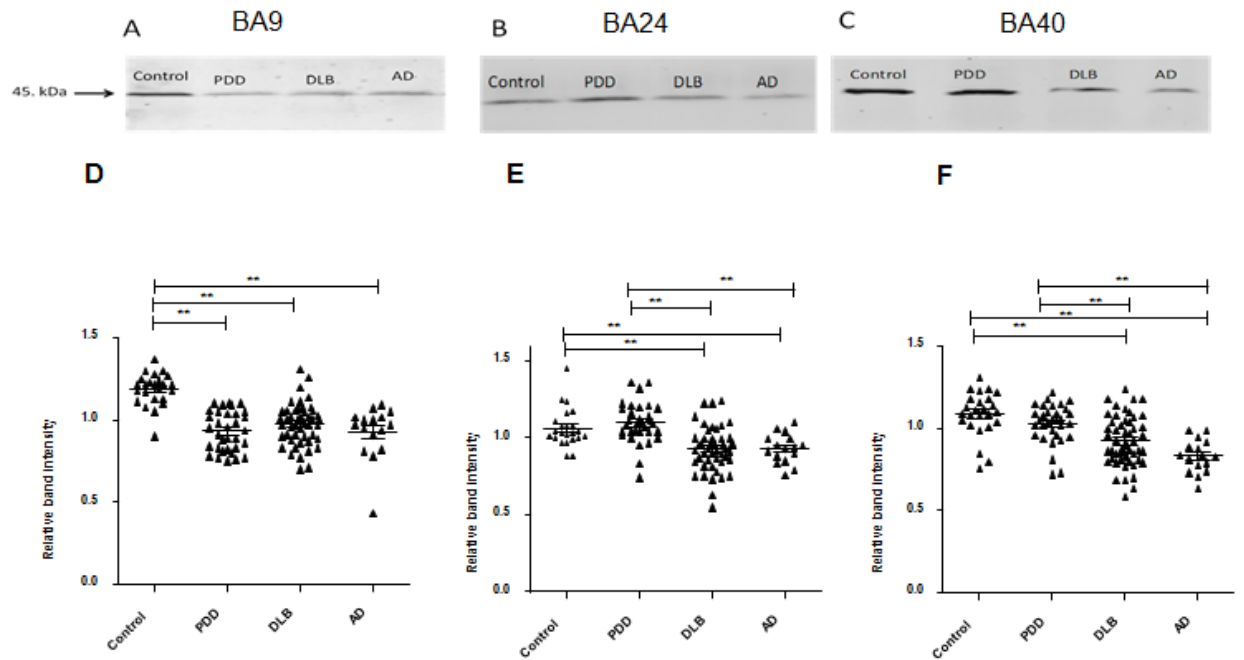 A BA9 B BA24 C BA40
Control PDD DLB AD
Control PDD DLB AD
Control PDD DLB AD
45. kDa
D E F
**
**
**
1.5
1.0
0.5
0.0
Relative band intensity
Control PDD DLB AD
**
**
**
**
1.5
1.0
0.5
0.0
Relative band intensity
Control PDD DLB AD
**
**
**
**
1.5
1.0
0.5
0.0
Relative band intensity
Control PDD DLB AD